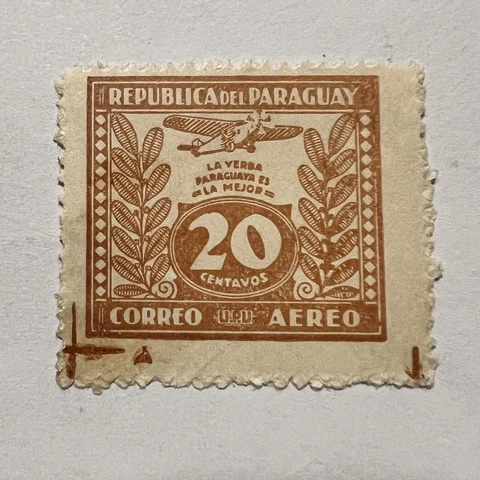 REPUBLICA DEL PARAGUAY
LA YERBA
PARAGUAYA ES
LA MEJOR
20
CENTAVOS
CORREO U.P.U. AEREO